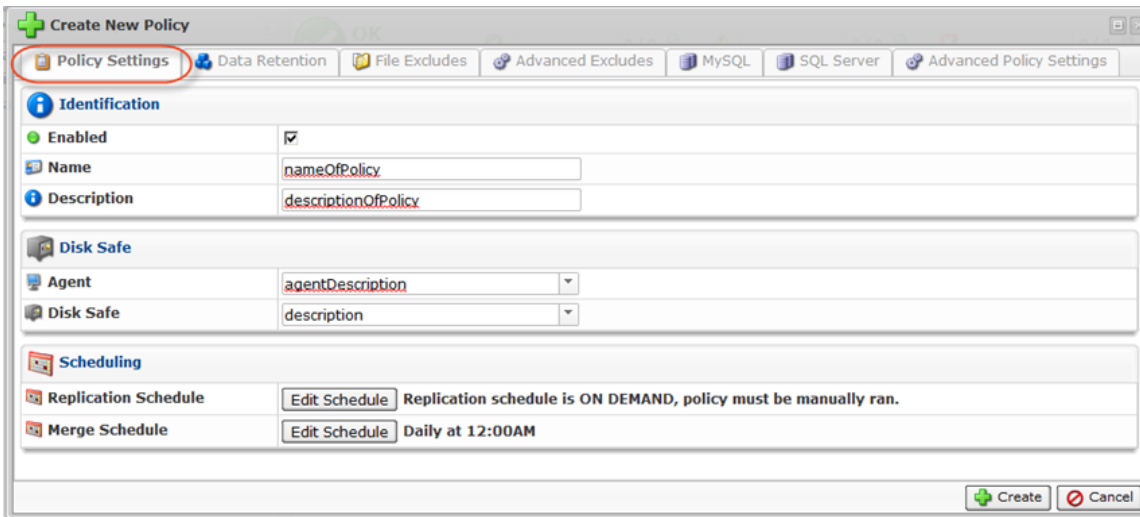 Create New Policy
OK
Policy Settings Data Retention File Excludes Advanced Excludes MySQL SQL Server Advanced Policy Settings
Identification
Enabled
Name nameOfPolicy
Description descriptionOfPolicy
Disk Safe
Agent agentDescription
Disk Safe description
Scheduling
Replication Schedule Edit Schedule Replication schedule is ON DEMAND, policy must be manually ran.
Merge Schedule Edit Schedule Daily at 12:00AM
Create Cancel